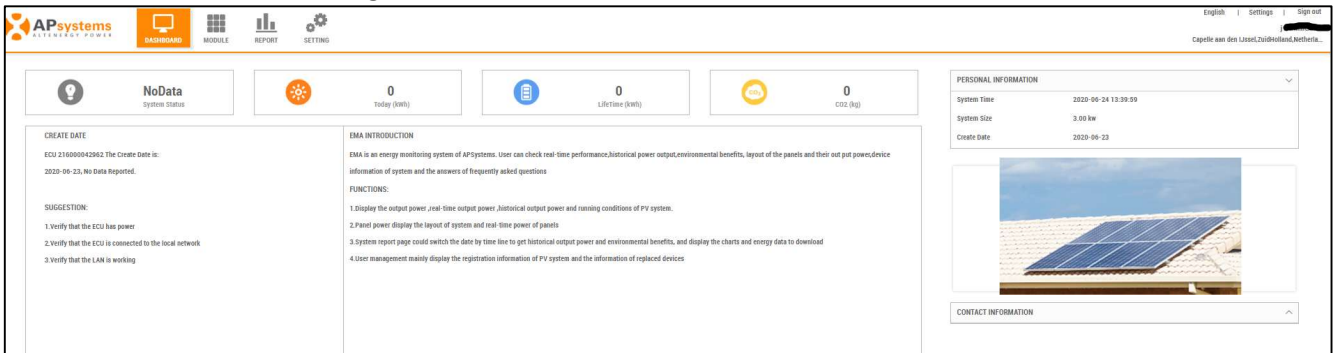 English | Settings | Sign out
APsystems
ALTENERGY POWER
DASHBOARD MODULE REPORT SETTING
Capelle aan den IJssel,ZuidHolland,Netherla...
NoData
System Status
0
Today (kWh)
0
LifeTime (kWh)
CO2
0
CO2 (kg)
CREATE DATE
ECU 216000042962 The Create Date is:
2020-06-23, No Data Reported.
SUGGESTION:
1.Verify that the ECU has power
2.Verify that the ECU is connected to the local network
3.Verify that the LAN is working
EMA INTRODUCTION
EMA is an energy monitoring system of APSystems. User can check real-time performance,historical power output,environmental benefits, layout of the panels and their out put power,device
information of system and the answers of frequently asked questions
FUNCTIONS:
1.Display the output power ,real-time output power ,historical output power and running conditions of PV system.
2.Panel power display the layout of system and real-time power of panels
3.System report page could switch the date by time line to get historical output power and environmental benefits, and display the charts and energy data to download
4.User management mainly display the registration information of PV system and the information of replaced devices
PERSONAL INFORMATION
System Time 2020-06-24 13:39:59
System Size 3.00 kw
Create Date 2020-06-23
CONTACT INFORMATION